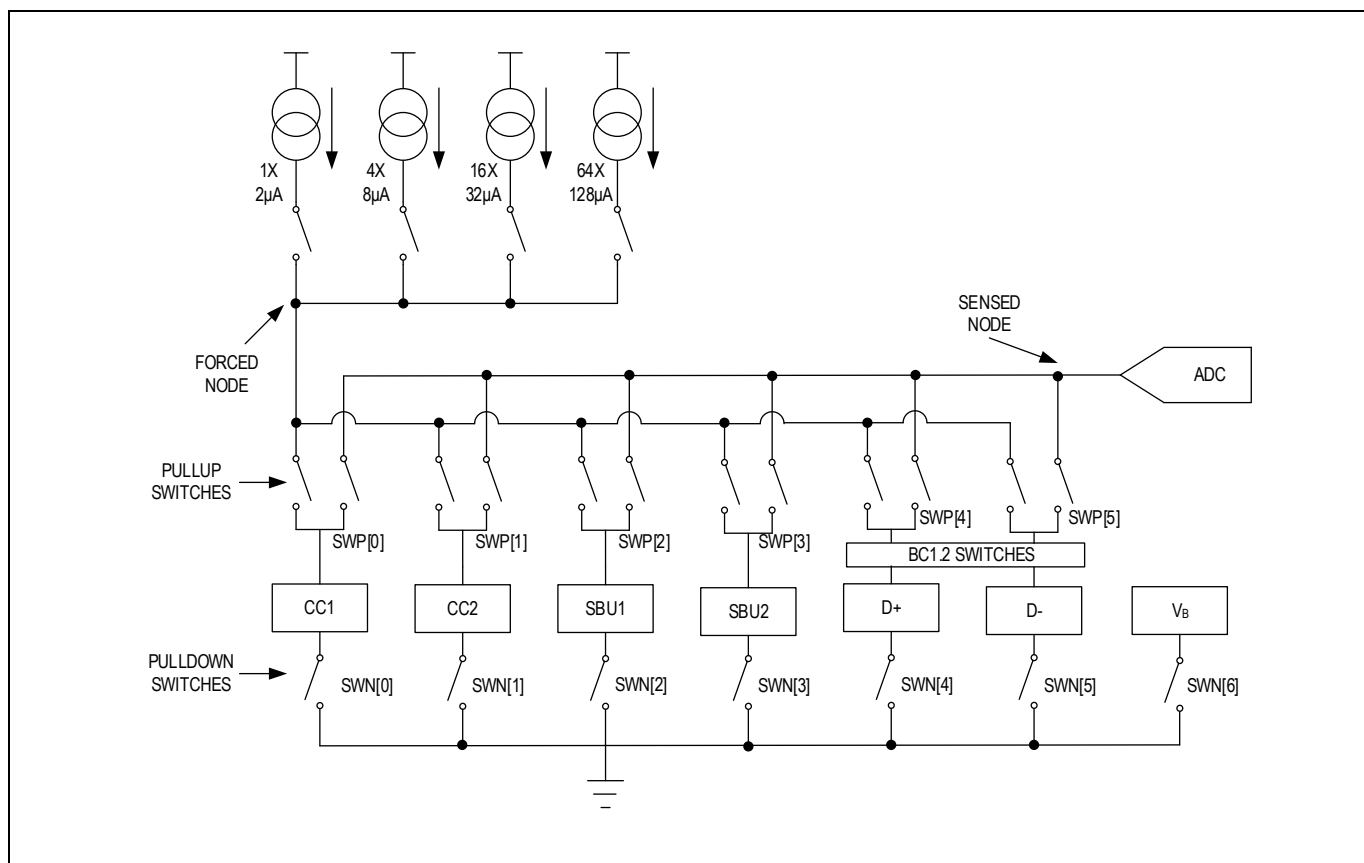 1X
2µA
4X
8µA
16X
32µA
64X
128µA
FORCED
NODE
SENSED
NODE
ADC
PULLUP
SWITCHES
SWP[0]
SWP[1]
SWP[2]
SWP[3]
SWP[4]
SWP[5]
BC1.2 SWITCHES
CC1
CC2
SBU1
SBU2
D+
D-
VB
PULLDOWN
SWITCHES
SWN[0]
SWN[1]
SWN[2]
SWN[3]
SWN[4]
SWN[5]
SWN[6]